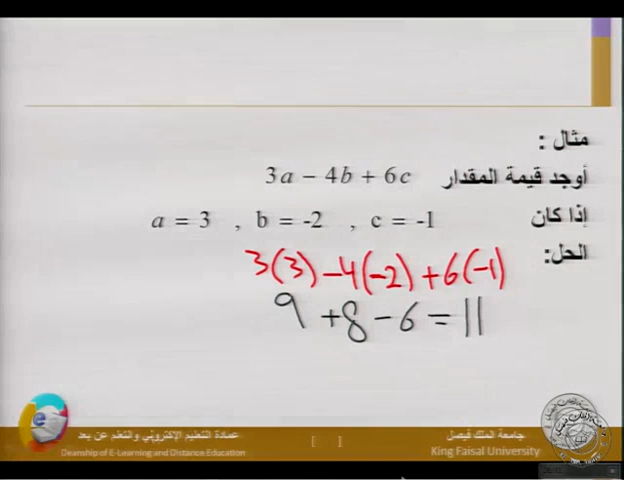 مثال :
أوجد قيمة المقدار 3a − 4b + 6c
إذا كان a = 3 , b = -2 , c = -1
الحل:
3(3) −4(−2) +6(−1)
9 +8 − 6 = 11
عمادة التعليم الإلكتروني والتعلم عن بعد
Deanship of E-Learning and Distance Education
[ ]
جامعة الملك فيصل
King Faisal University